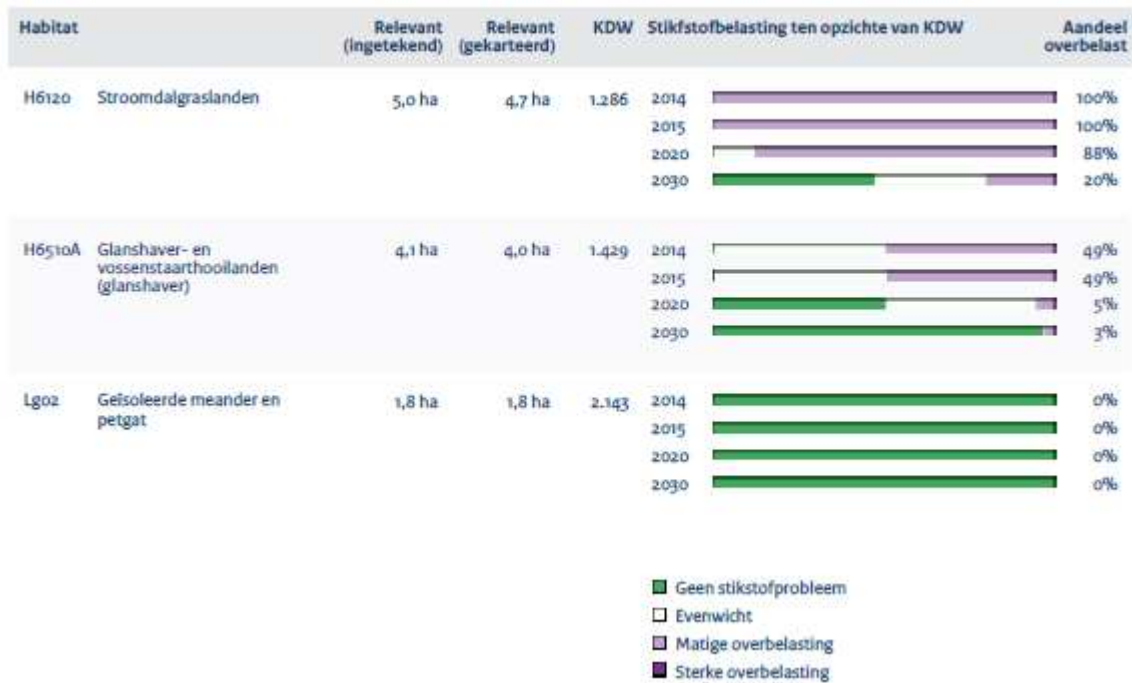 Habitat Relevant (ingetekend) Relevant (gekarteerd) KDW Stikfstofbelasting ten opzichte van KDW Aandeel overbelast
H6120 Stroomdalgraslanden 5,0 ha 4,7 ha 1.286 2014 100%
2015 100%
2020 88%
2030 20%
H6510A Glanshaver- en 4,1 ha 4,0 ha 1.429 2014 49%
vossenstaarthooilanden 2015 49%
(glanshaver) 2020 5%
2030 3%
Lg02 Geïsoleerde meander en 1,8 ha 1,8 ha 2.143 2014 0%
petgat 2015 0%
2020 0%
2030 0%
Geen stikstofprobleem
Evenwicht
Matige overbelasting
Sterke overbelasting